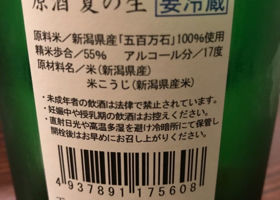 原酒 夏の生 要冷蔵
原料米／新潟県産「五百万石」100%使用
精米歩合／55% アルコール分／17度
原材料名／米（新潟県産）
米こうじ（新潟県産米）
・未成年者の飲酒は法律で禁止されています。
・妊娠中や授乳期の飲酒はお控えください。
・直射日光や高温多湿を避け冷暗所にて保管し
開栓後はお早めにお召し上がりください。
4 937891 175608